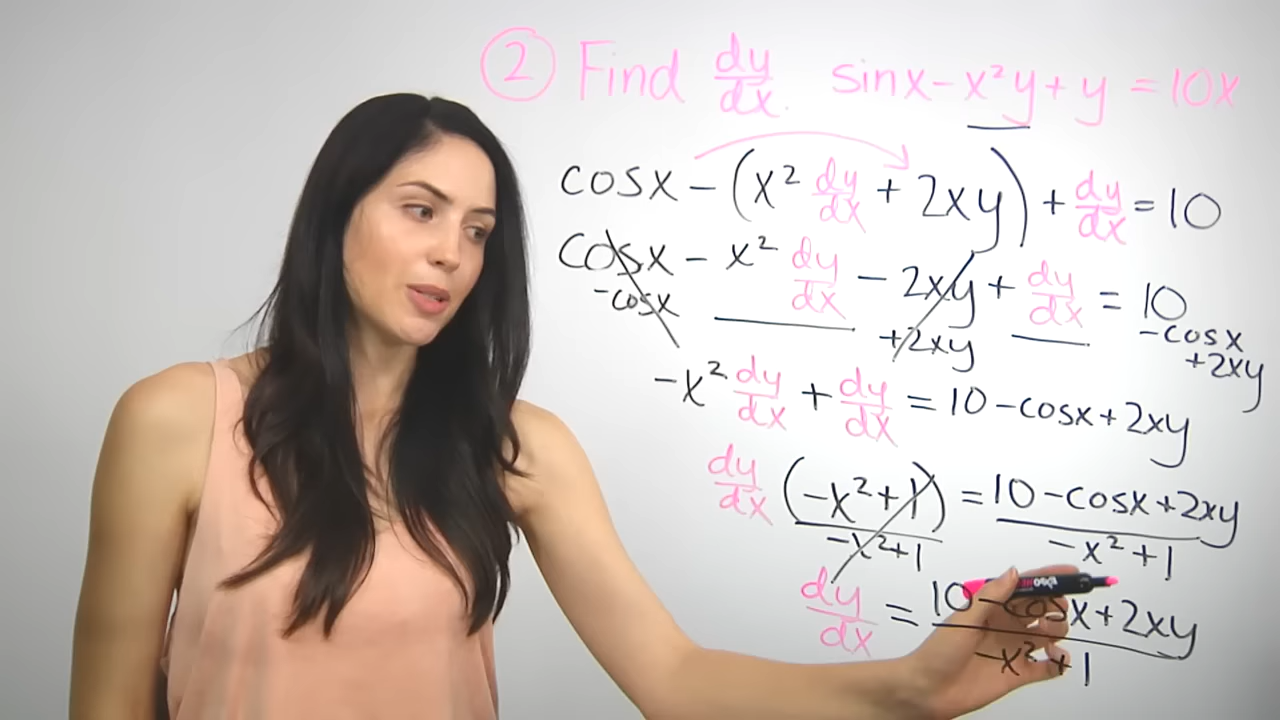 ② Find dy/dx sinx - x²y + y = 10x
cosx - (x² dy/dx + 2xy) + dy/dx = 10
cosx - x² dy/dx - 2xy + dy/dx = 10
-cosx +2xy -cosx +2xy
-x² dy/dx + dy/dx = 10 - cosx + 2xy
dy/dx (-x²+1) = 10 - cosx + 2xy
-x²+1 -x²+1
dy/dx = 10 - cosx + 2xy
-x²+1